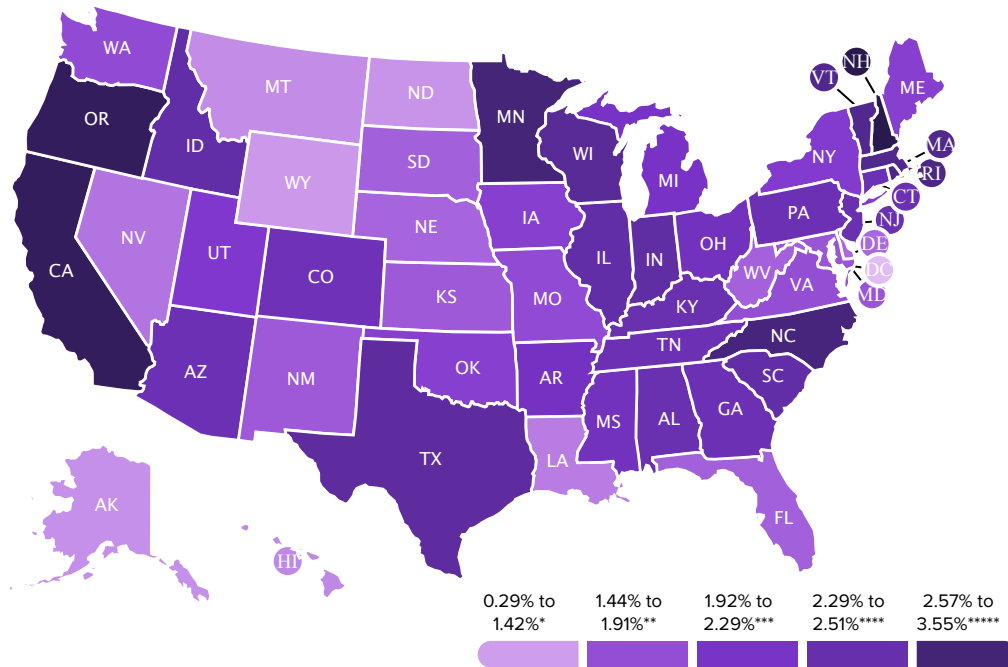 WA
MT
ND
MN
OR
ID
WY
SD
WI
MI
NY
VT
NH
ME
MA
RI
CT
NJ
PA
DE
DC
MD
NV
UT
NE
IA
CA
CO
KS
MO
IL
IN
OH
WV
VA
KY
AZ
NM
OK
AR
TN
NC
SC
TX
LA
MS
AL
GA
FL
AK
HI
0.29% to
1.42%*
1.44% to
1.91%**
1.92% to
2.29%***
2.29% to
2.51%****
2.57% to
3.55%*****